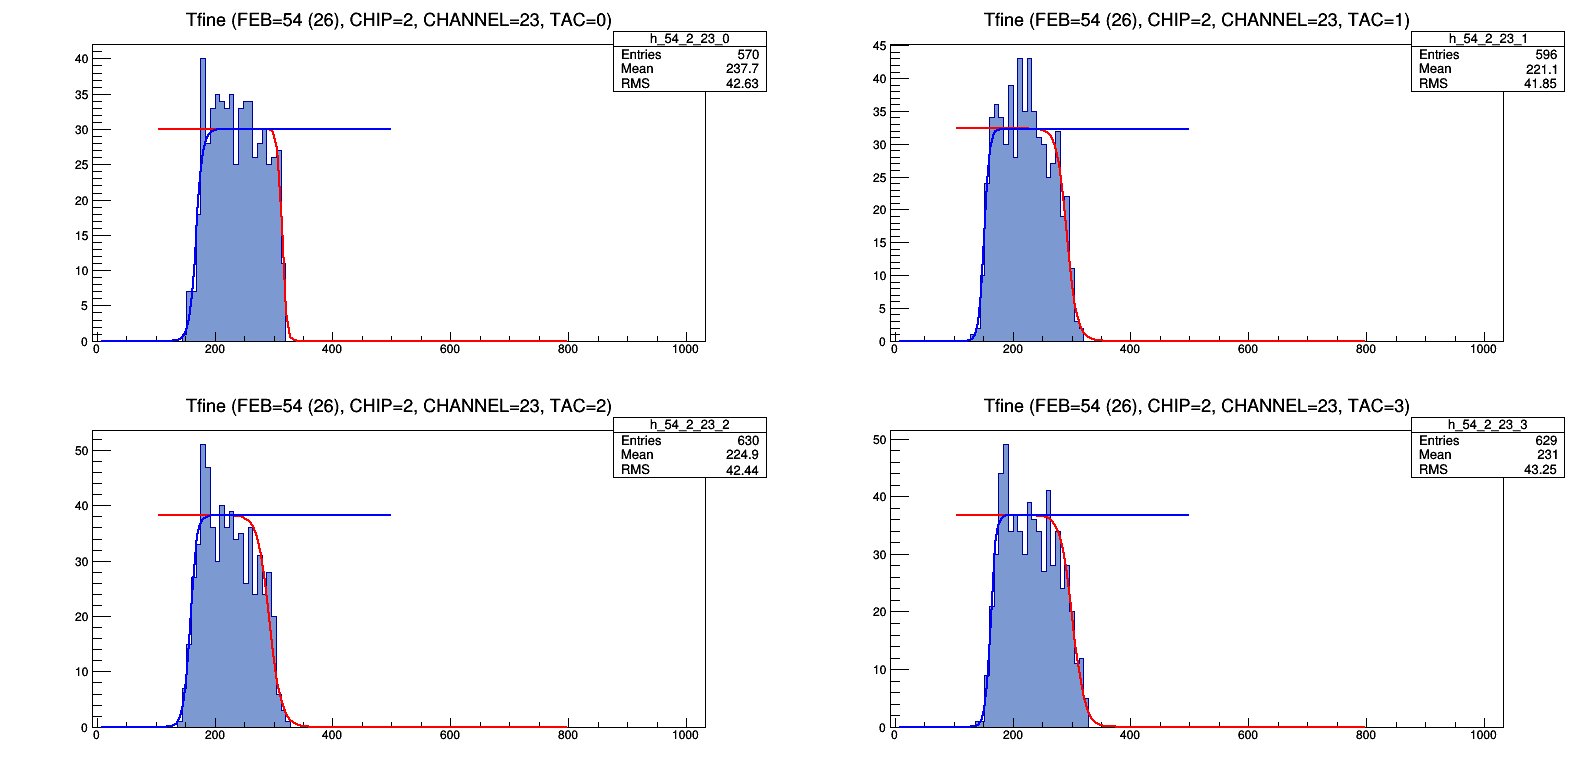 Tfine (FEB=54 (26), CHIP=2, CHANNEL=23, TAC=0)
h_54_2_23_0
Entries 570
Mean 237.7
RMS 42.63
40
35
30
25
20
15
10
5
0
0 200 400 600 800 1000
Tfine (FEB=54 (26), CHIP=2, CHANNEL=23, TAC=1)
h_54_2_23_1
Entries 596
Mean 221.1
RMS 41.85
45
40
35
30
25
20
15
10
5
0
0 200 400 600 800 1000
Tfine (FEB=54 (26), CHIP=2, CHANNEL=23, TAC=2)
h_54_2_23_2
Entries 630
Mean 224.9
RMS 42.44
50
40
30
20
10
0
0 200 400 600 800 1000
Tfine (FEB=54 (26), CHIP=2, CHANNEL=23, TAC=3)
h_54_2_23_3
Entries 629
Mean 231
RMS 43.25
50
40
30
20
10
0
0 200 400 600 800 1000